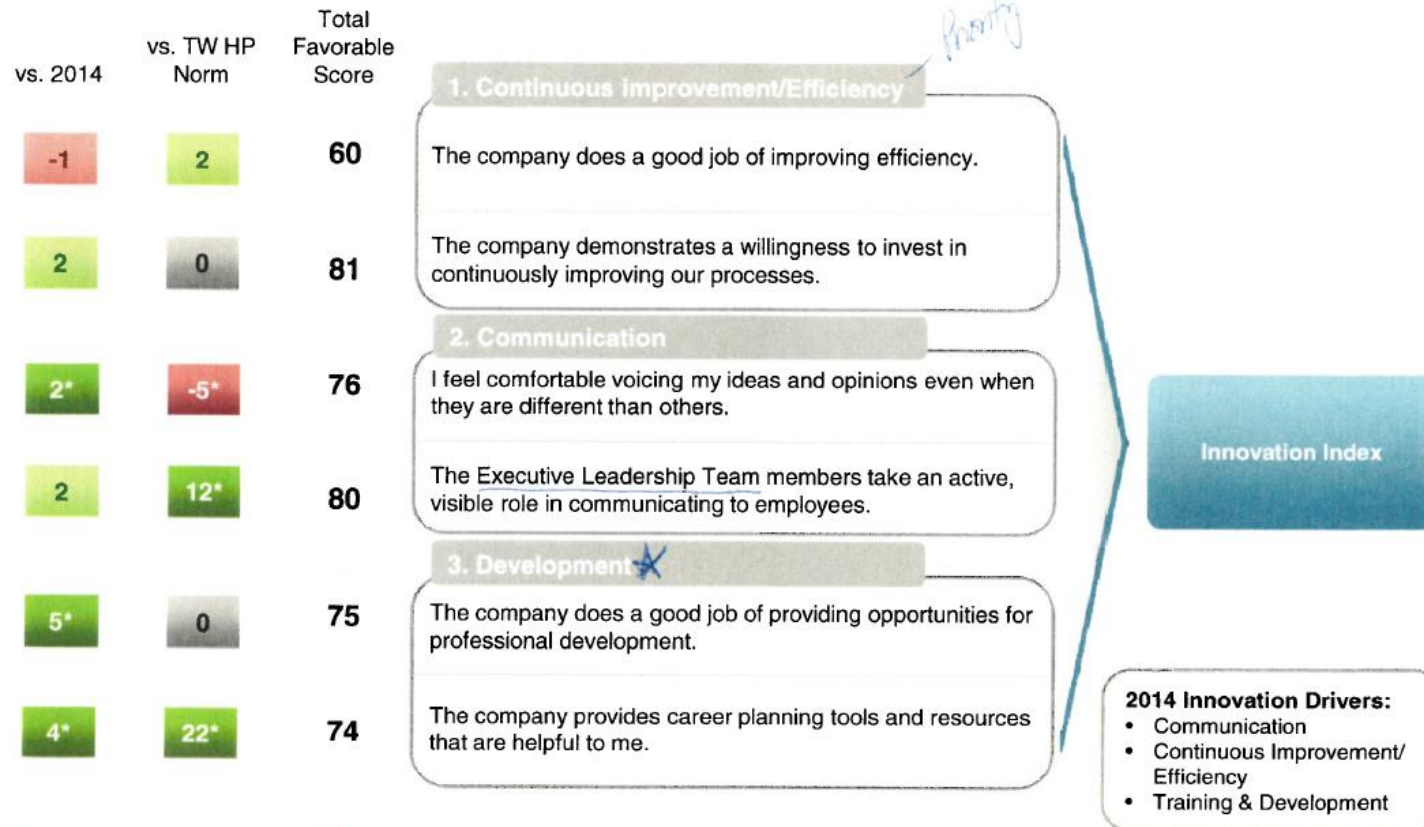 Priority
vs. 2014
vs. TW HP
Norm
Total
Favorable
Score
1. Continuous improvement/Efficiency
-1 2 60 The company does a good job of improving efficiency.
2 0 81 The company demonstrates a willingness to invest in
continuously improving our processes.
2. Communication
2* -5* 76 I feel comfortable voicing my ideas and opinions even when
they are different than others.
2 12* 80 The Executive Leadership Team members take an active,
visible role in communicating to employees.
3. Development
5* 0 75 The company does a good job of providing opportunities for
professional development.
4* 22* 74 The company provides career planning tools and resources
that are helpful to me.
Innovation Index
2014 Innovation Drivers:
• Communication
• Continuous Improvement/
Efficiency
• Training & Development